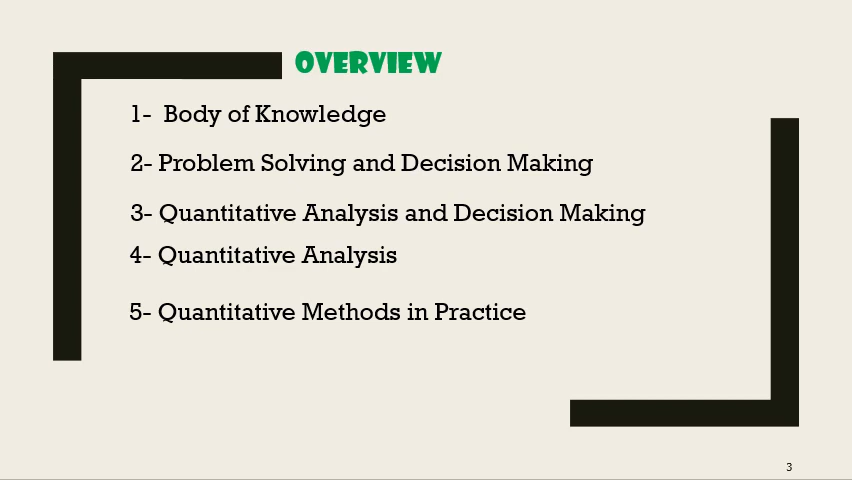 OVERVIEW
1- Body of Knowledge
2- Problem Solving and Decision Making
3- Quantitative Analysis and Decision Making
4- Quantitative Analysis
5- Quantitative Methods in Practice
3